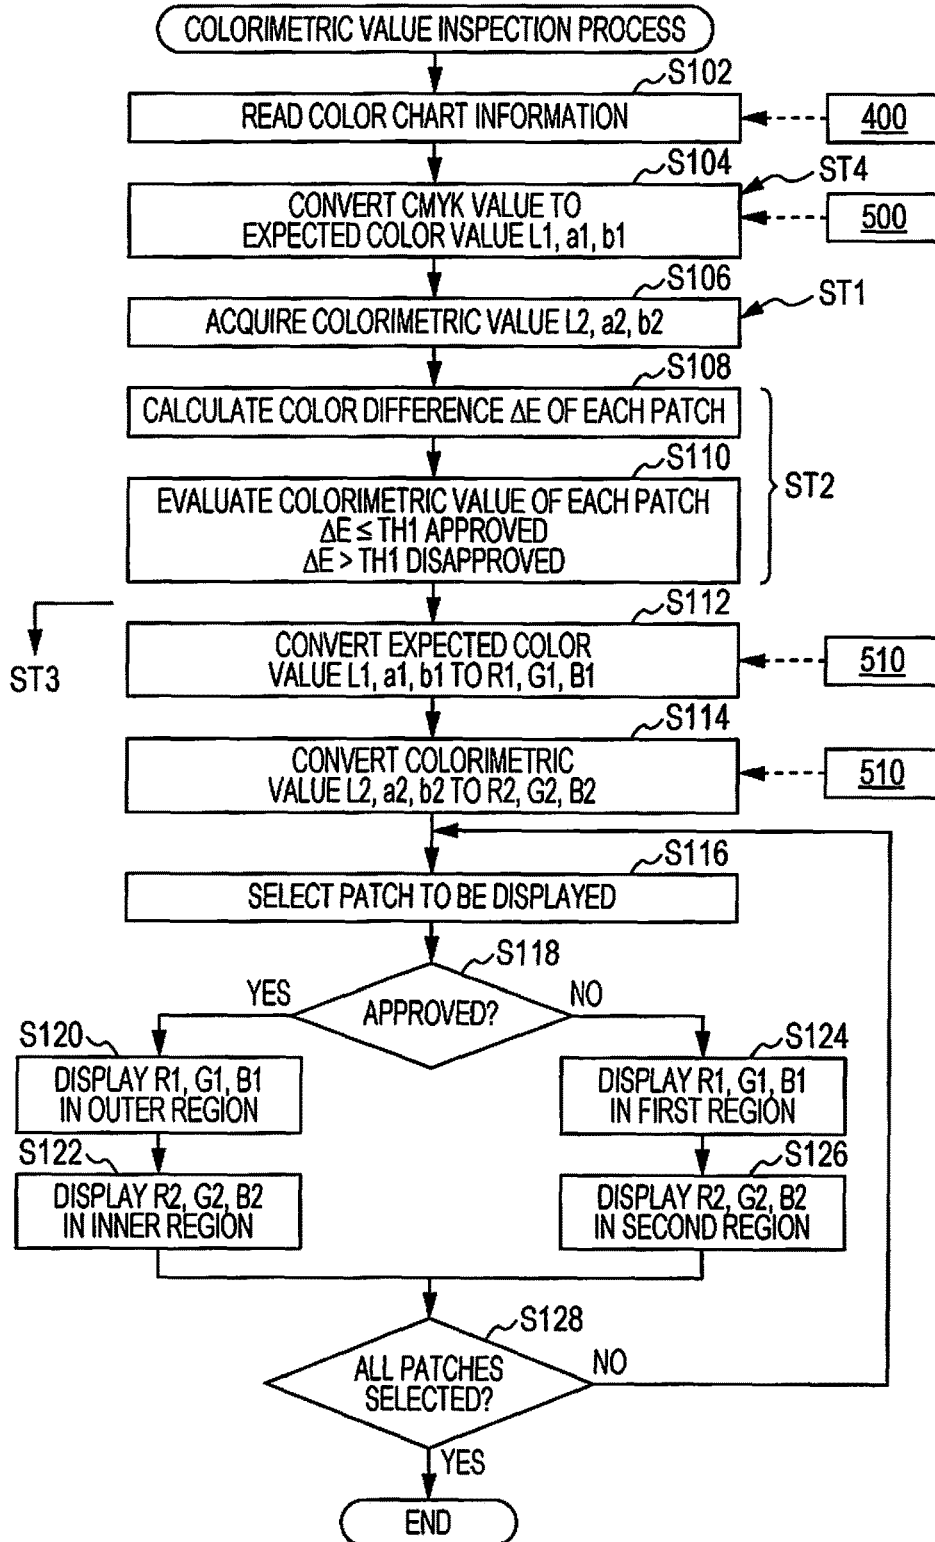 COLORIMETRIC VALUE INSPECTION PROCESS
S102
READ COLOR CHART INFORMATION
400
S104
ST4
CONVERT CMYK VALUE TO
EXPECTED COLOR VALUE L1, a1, b1
500
S106
ST1
ACQUIRE COLORIMETRIC VALUE L2, a2, b2
S108
CALCULATE COLOR DIFFERENCE ΔE OF EACH PATCH
S110
ST2
EVALUATE COLORIMETRIC VALUE OF EACH PATCH
ΔE ≤ TH1 APPROVED
ΔE > TH1 DISAPPROVED
S112
ST3
CONVERT EXPECTED COLOR
VALUE L1, a1, b1 TO R1, G1, B1
510
S114
CONVERT COLORIMETRIC
VALUE L2, a2, b2 TO R2, G2, B2
510
S116
SELECT PATCH TO BE DISPLAYED
S118
YES
APPROVED?
NO
S120
DISPLAY R1, G1, B1
IN OUTER REGION
S124
DISPLAY R1, G1, B1
IN FIRST REGION
S122
DISPLAY R2, G2, B2
IN INNER REGION
S126
DISPLAY R2, G2, B2
IN SECOND REGION
S128
ALL PATCHES
SELECTED?
NO
YES
END